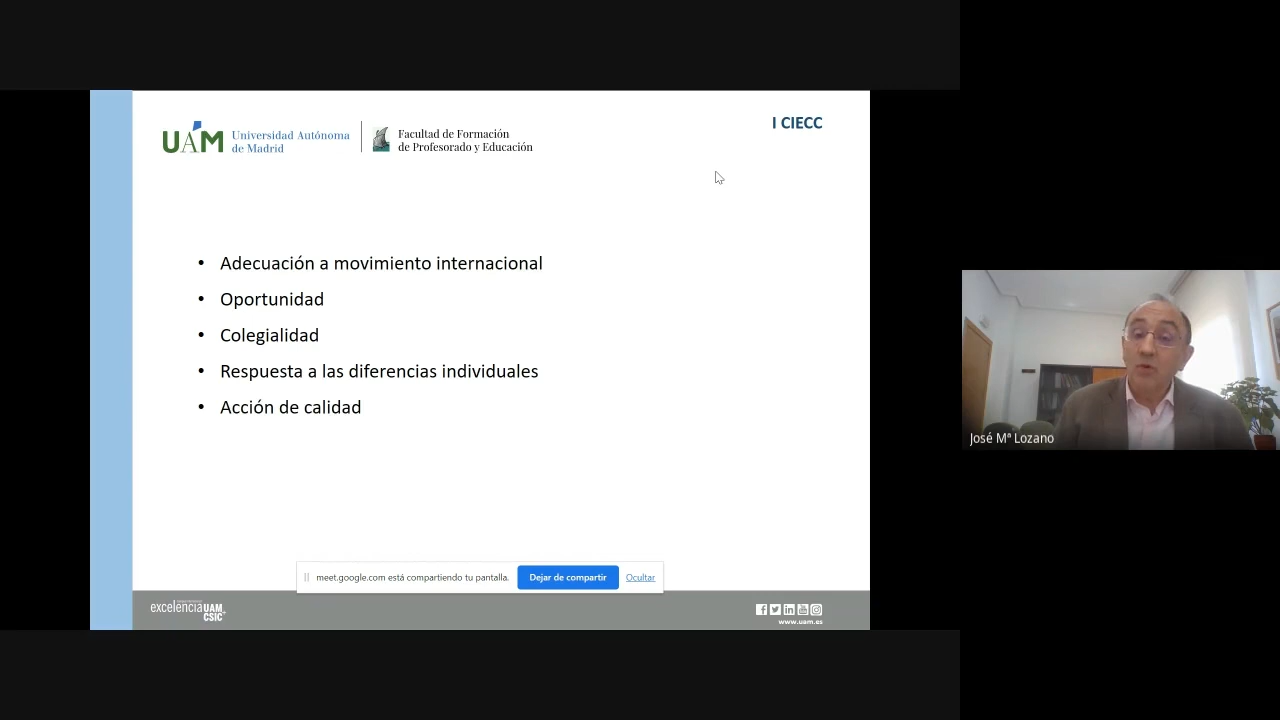 UAM
Universidad Autónoma
de Madrid
Facultad de Formación
de Profesorado y Educación
I CIECC
• Adecuación a movimiento internacional
• Oportunidad
• Colegialidad
• Respuesta a las diferencias individuales
• Acción de calidad
José Mª Lozano
meet.google.com está compartiendo tu pantalla.
Dejar de compartir
Ocultar
excelencia UAM
CSIC+
www.uam.es